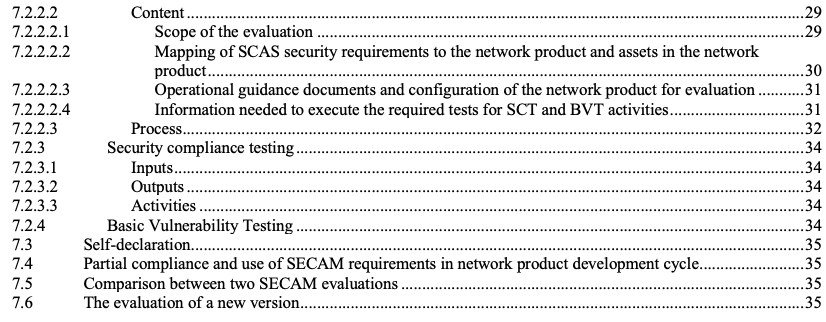 7.2.2.2 Content 29
7.2.2.2.1 Scope of the evaluation 29
7.2.2.2.2 Mapping of SCAS security requirements to the network product and assets in the network
product 30
7.2.2.2.3 Operational guidance documents and configuration of the network product for evaluation 31
7.2.2.2.4 Information needed to execute the required tests for SCT and BVT activities 31
7.2.2.3 Process 32
7.2.3 Security compliance testing 34
7.2.3.1 Inputs 34
7.2.3.2 Outputs 34
7.2.3.3 Activities 34
7.2.4 Basic Vulnerability Testing 34
7.3 Self-declaration 35
7.4 Partial compliance and use of SECAM requirements in network product development cycle 35
7.5 Comparison between two SECAM evaluations 35
7.6 The evaluation of a new version 35